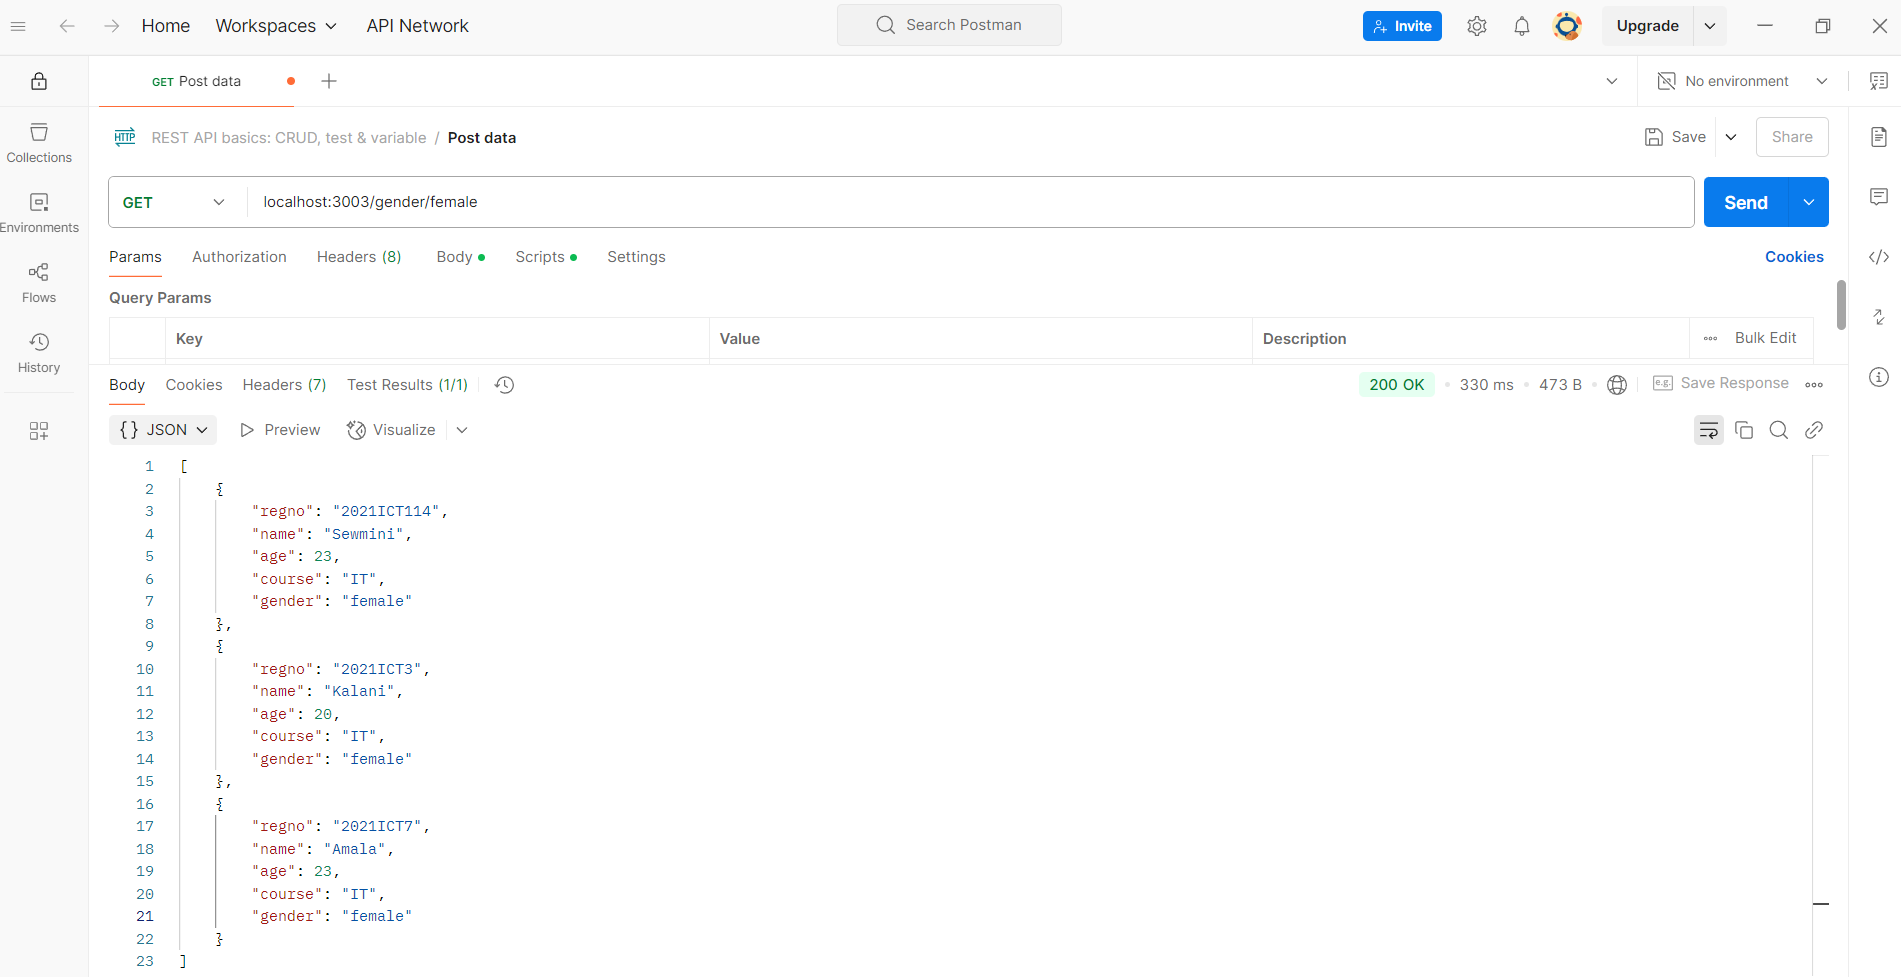 Home Workspaces API Network Search Postman Invite Upgrade
GET Post data No environment
HTTP REST API basics: CRUD, test & variable / Post data Save Share
Collections
Environments
Flows
History
GET localhost:3003/gender/female Send
Params Authorization Headers (8) Body Scripts Settings Cookies
Query Params
Key Value Description Bulk Edit
Body Cookies Headers (7) Test Results (1/1) 200 OK 330 ms 473 B e.g. Save Response
{} JSON Preview Visualize
1 [
2 {
3 "regno": "2021ICT114",
4 "name": "Sewmini",
5 "age": 23,
6 "course": "IT",
7 "gender": "female"
8 },
9 {
10 "regno": "2021ICT3",
11 "name": "Kalani",
12 "age": 20,
13 "course": "IT",
14 "gender": "female"
15 },
16 {
17 "regno": "2021ICT7",
18 "name": "Amala",
19 "age": 23,
20 "course": "IT",
21 "gender": "female"
22 }
23 ]